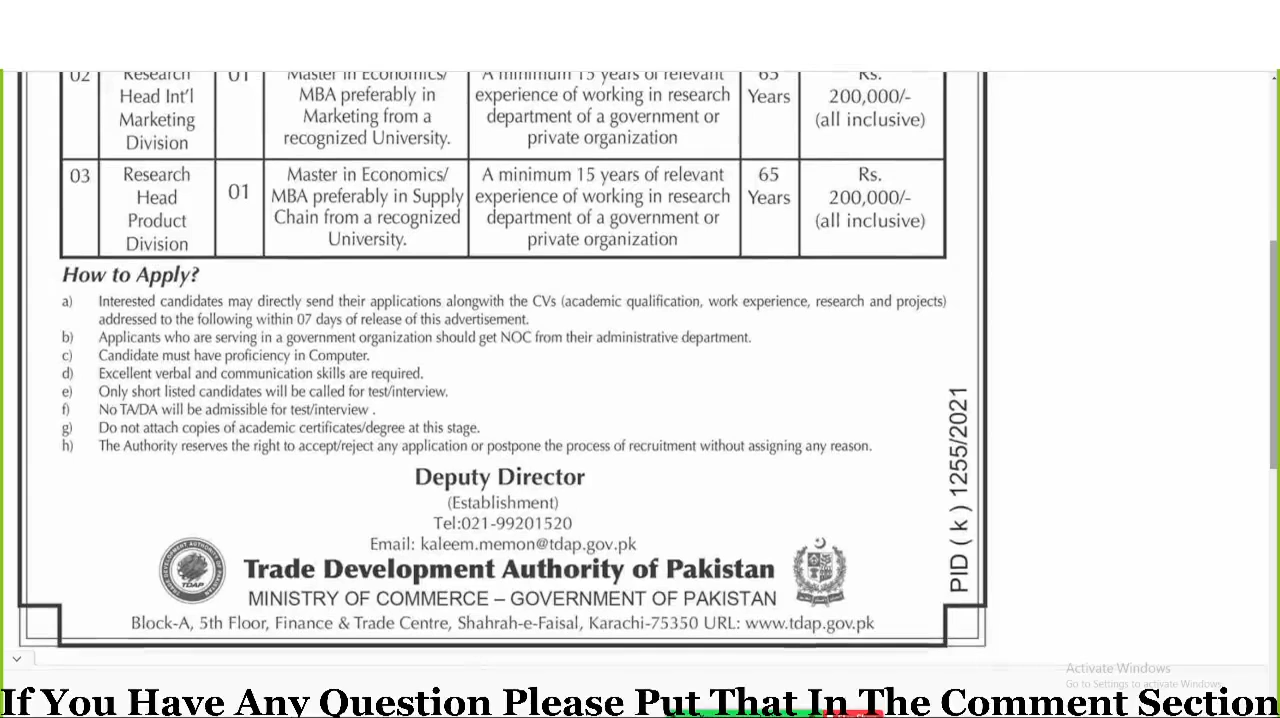 02 Research 01 Master in Economics/ A minimum 15 years of relevant 65 Rs.
Head Int'l MBA preferably in experience of working in research Years 200,000/-
Marketing Marketing from a department of a government or (all inclusive)
Division recognized University. private organization
03 Research 01 Master in Economics/ A minimum 15 years of relevant 65 Rs.
Head MBA preferably in Supply experience of working in research Years 200,000/-
Product Chain from a recognized department of a government or (all inclusive)
Division University. private organization
How to Apply?
a) Interested candidates may directly send their applications alongwith the CVs (academic qualification, work experience, research and projects)
addressed to the following within 07 days of release of this advertisement.
b) Applicants who are serving in a government organization should get NOC from their administrative department.
c) Candidate must have proficiency in Computer.
d) Excellent verbal and communication skills are required.
e) Only short listed candidates will be called for test/interview.
f) No TA/DA will be admissible for test/interview .
g) Do not attach copies of academic certificates/degree at this stage.
h) The Authority reserves the right to accept/reject any application or postpone the process of recruitment without assigning any reason.
PID ( k ) 1255/2021
Deputy Director
(Establishment)
Tel:021-99201520
Email: kaleem.memon@tdap.gov.pk
TDAP
Trade Development Authority of Pakistan
MINISTRY OF COMMERCE – GOVERNMENT OF PAKISTAN
Block-A, 5th Floor, Finance & Trade Centre, Shahrah-e-Faisal, Karachi-75350 URL: www.tdap.gov.pk
Activate Windows
Go to Settings to activate Windows.
If You Have Any Question Please Put That In The Comment Section